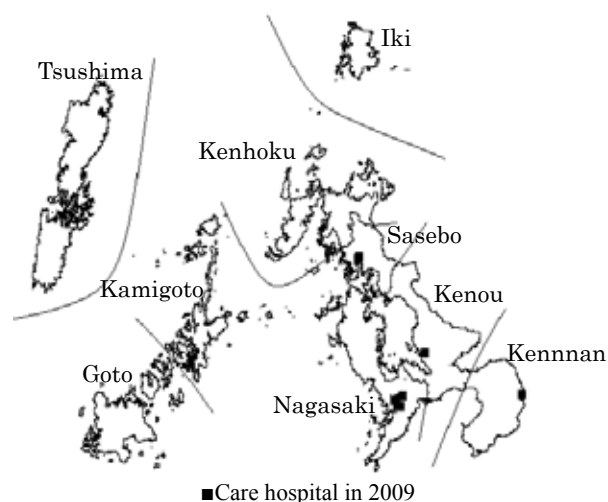 Iki
Tsushima
Kenhoku
Sasebo
Kamigoto
Kenou
Kennnan
Goto
Nagasaki
■Care hospital in 2009